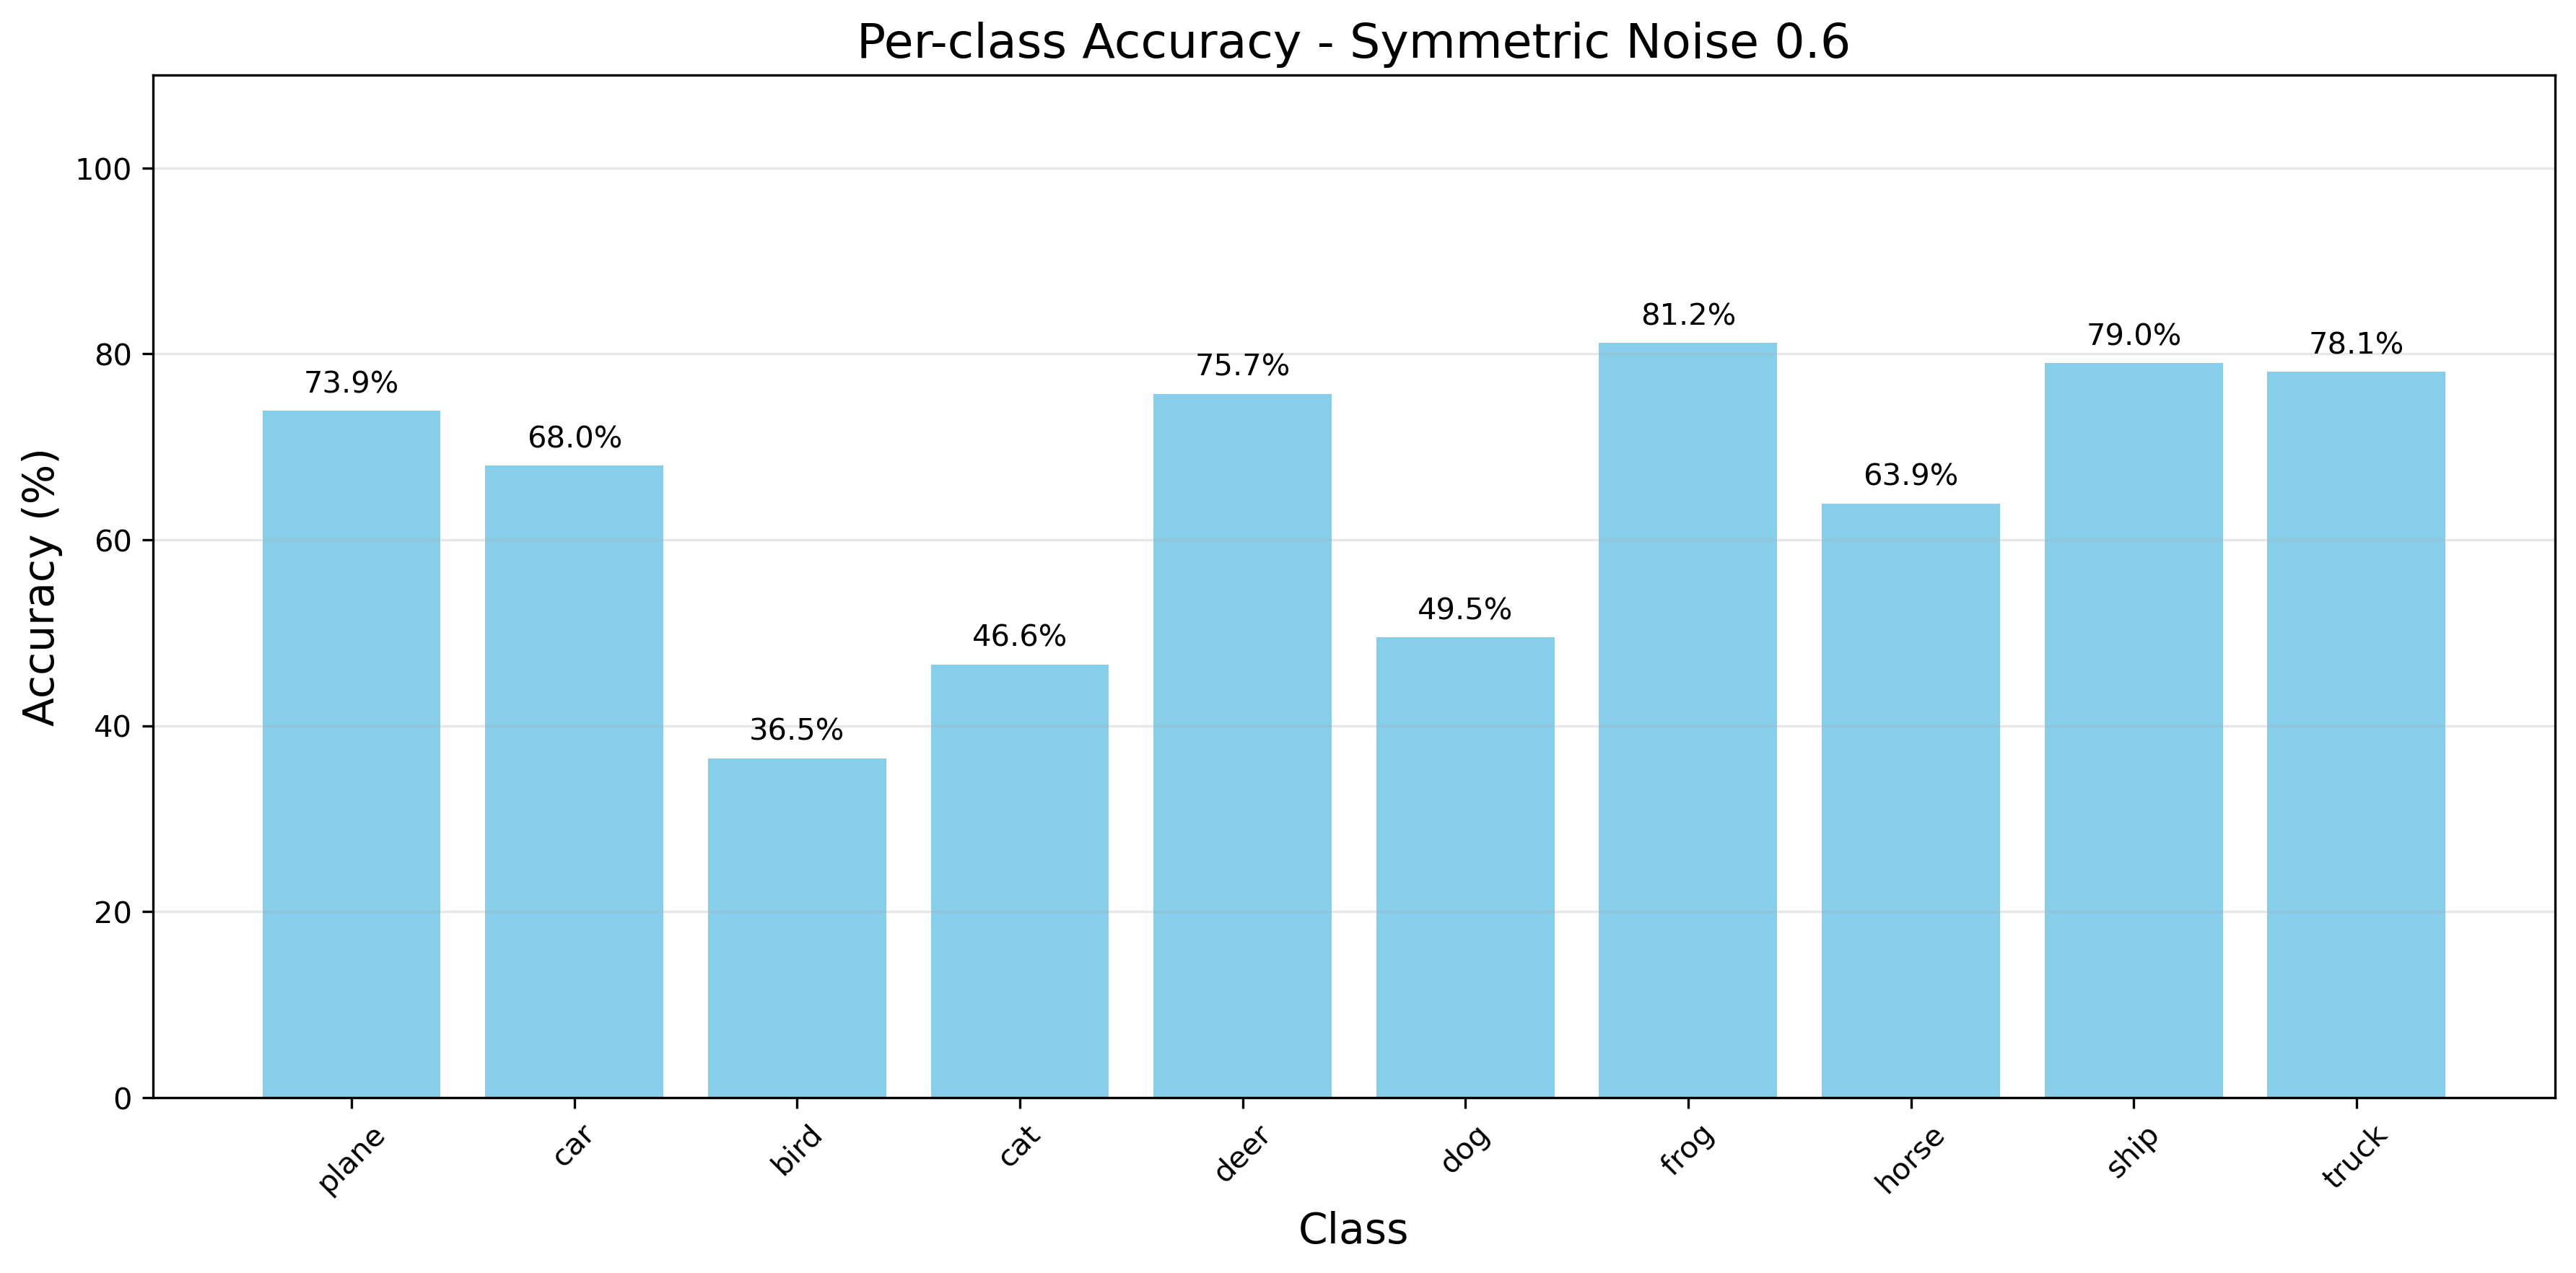 Per-class Accuracy - Symmetric Noise 0.6
Accuracy (%)
100
80
60
40
20
0
73.9%
68.0%
36.5%
46.6%
75.7%
49.5%
81.2%
63.9%
79.0%
78.1%
plane
car
bird
cat
deer
dog
frog
horse
ship
truck
Class